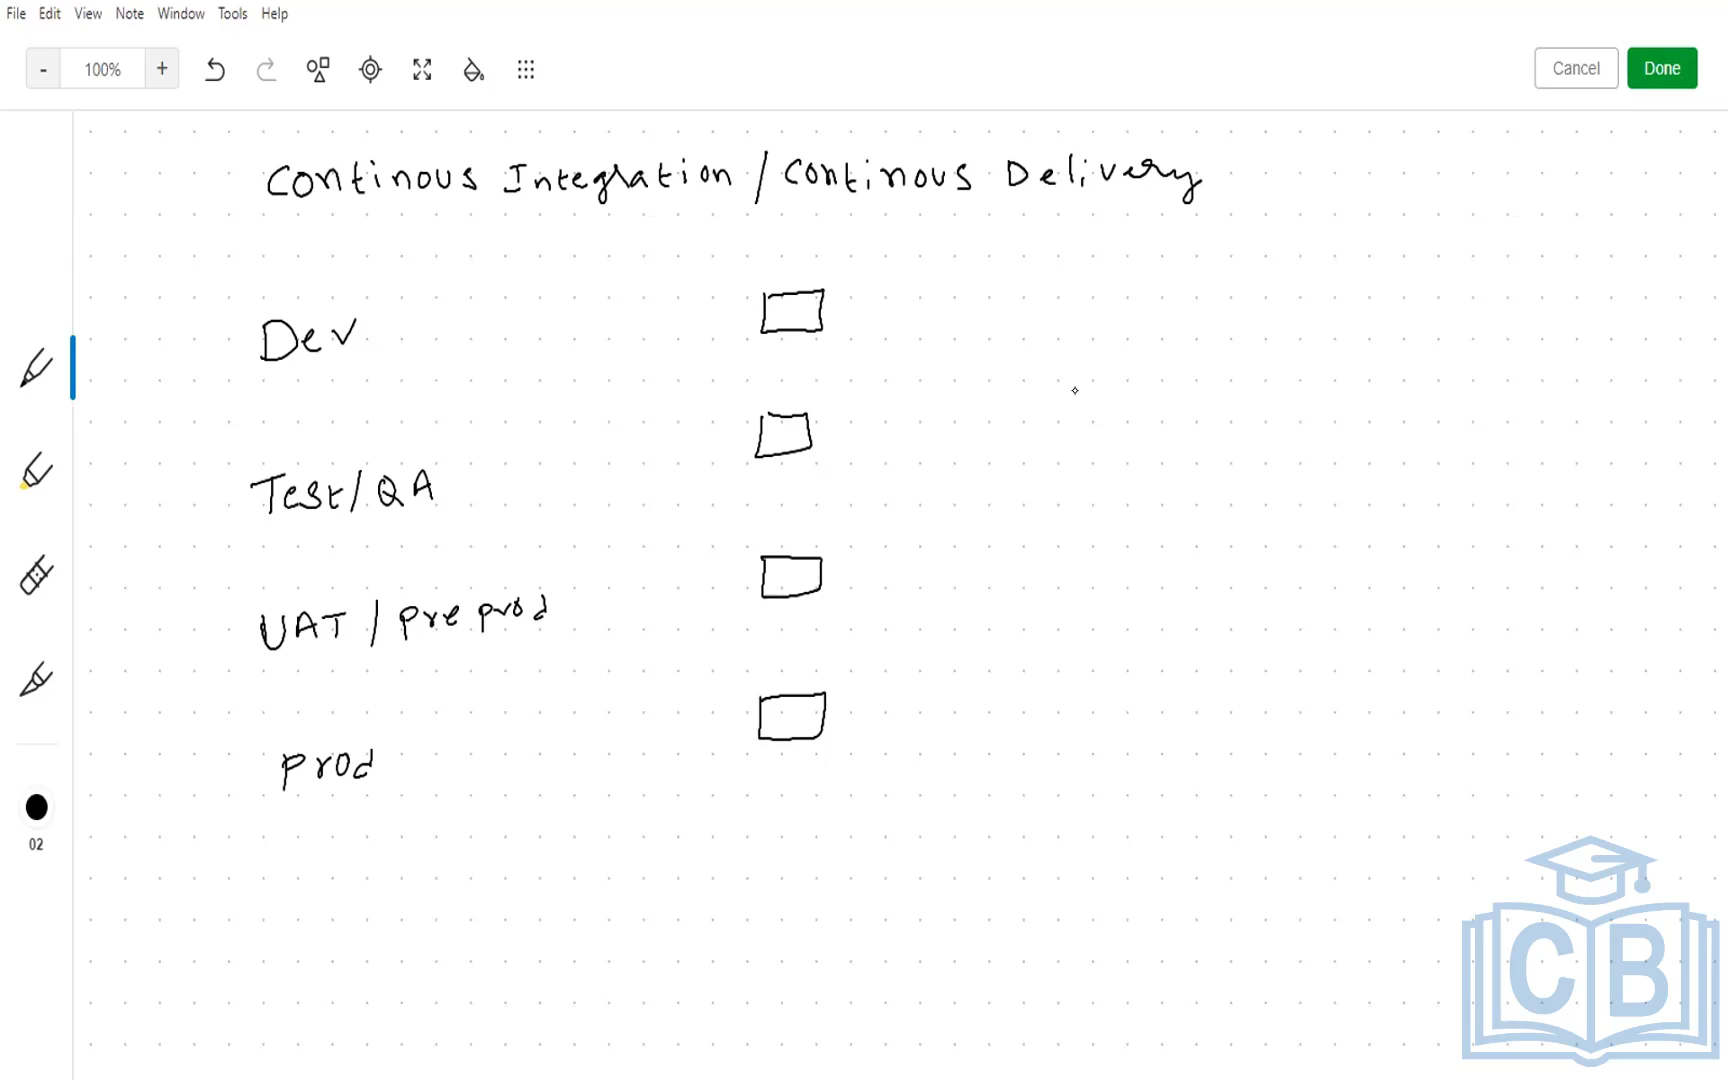 File Edit View Note Window Tools Help
- 100% + Cancel Done
Continous Integration / Continous Delivery
Dev
Test/QA
UAT / pre prod
prod
02
CB